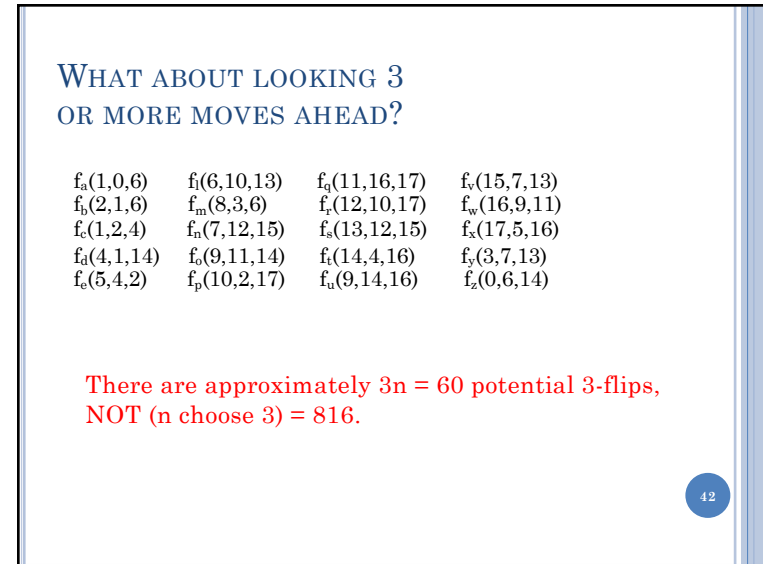 WHAT ABOUT LOOKING 3
OR MORE MOVES AHEAD?
fa(1,0,6) fl(6,10,13) fq(11,16,17) fv(15,7,13)
fb(2,1,6) fm(8,3,6) fr(12,10,17) fw(16,9,11)
fc(1,2,4) fn(7,12,15) fs(13,12,15) fx(17,5,16)
fd(4,1,14) fo(9,11,14) ft(14,4,16) fy(3,7,13)
fe(5,4,2) fp(10,2,17) fu(9,14,16) fz(0,6,14)
There are approximately 3n = 60 potential 3-flips,
NOT (n choose 3) = 816.
42